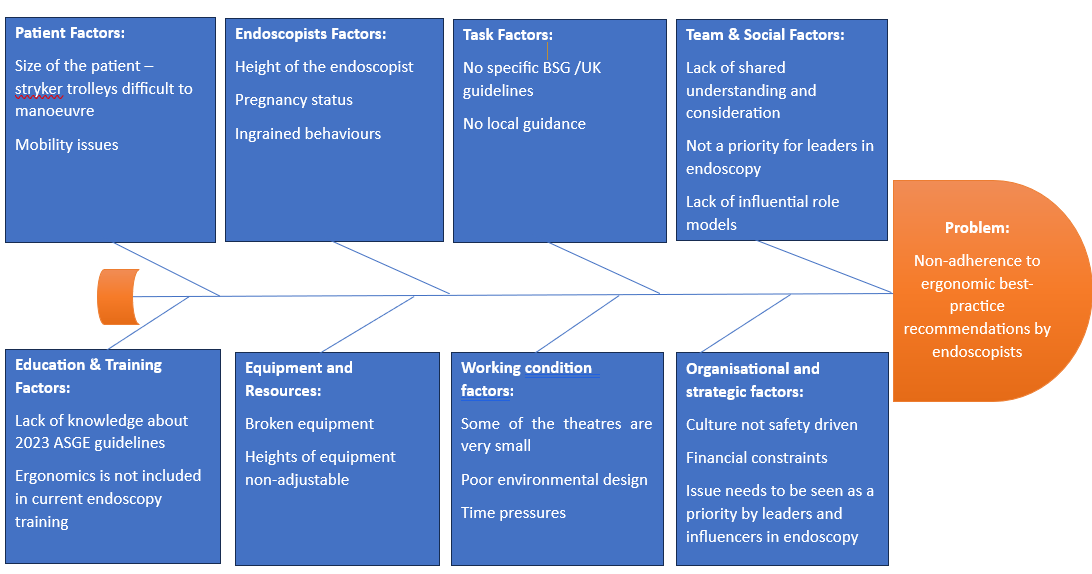 Patient Factors:
Size of the patient –
stryker trolleys difficult to
manoeuvre
Mobility issues
Endoscopists Factors:
Height of the endoscopist
Pregnancy status
Ingrained behaviours
Task Factors:
No specific BSG /UK
guidelines
No local guidance
Team & Social Factors:
Lack of shared
understanding and
consideration
Not a priority for leaders in
endoscopy
Lack of influential role
models
Problem:
Non-adherence to
ergonomic best-
practice
recommendations by
endoscopists
Education & Training
Factors:
Lack of knowledge about
2023 ASGE guidelines
Ergonomics is not included
in current endoscopy
training
Equipment and
Resources:
Broken equipment
Heights of equipment
non-adjustable
Working condition
factors:
Some of the theatres are
very small
Poor environmental design
Time pressures
Organisational and
strategic factors:
Culture not safety driven
Financial constraints
Issue needs to be seen as a
priority by leaders and
influencers in endoscopy